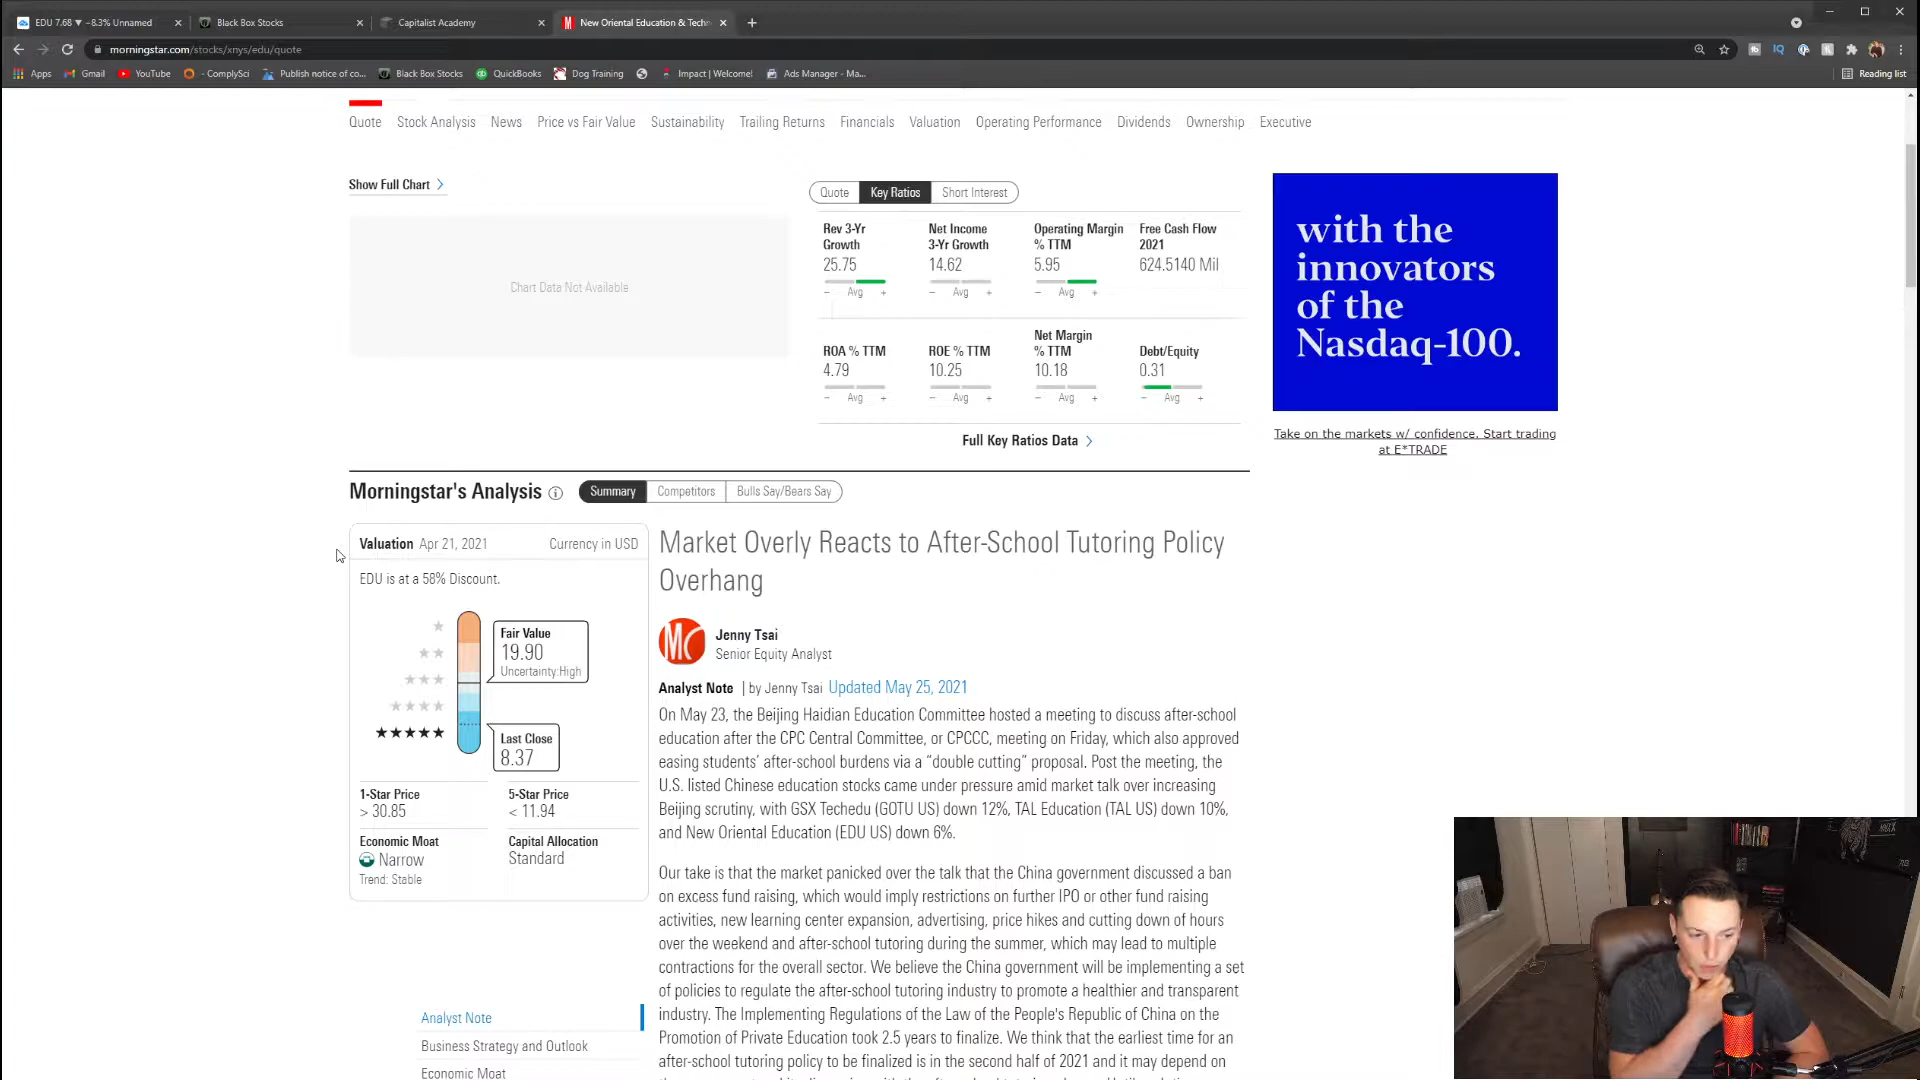 EDU 7.68 ▼ −8.3% Unnamed
Black Box Stocks
Capitalist Academy
New Oriental Education & Techn
morningstar.com/stocks/xnys/edu/quote
Apps
Gmail
YouTube
- ComplySci
Publish notice of co...
Black Box Stocks
QuickBooks
Dog Training
Impact | Welcome!
Ads Manager - Ma...
Reading list
Quote Stock Analysis News Price vs Fair Value Sustainability Trailing Returns Financials Valuation Operating Performance Dividends Ownership Executive
Show Full Chart
Chart Data Not Available
Quote Key Ratios Short Interest
Rev 3-Yr Growth
25.75
− Avg +
Net Income 3-Yr Growth
14.62
− Avg +
Operating Margin % TTM
5.95
− Avg +
Free Cash Flow 2021
624.5140 Mil
ROA % TTM
4.79
− Avg +
ROE % TTM
10.25
− Avg +
Net Margin % TTM
10.18
− Avg +
Debt/Equity
0.31
− Avg +
Full Key Ratios Data
with the
innovators
of the
Nasdaq-100.
Take on the markets w/ confidence. Start trading
at E*TRADE
Morningstar's Analysis
Summary Competitors Bulls Say/Bears Say
Valuation Apr 21, 2021 Currency in USD
EDU is at a 58% Discount.
Fair Value
19.90
Uncertainty: High
Last Close
8.37
1-Star Price
> 30.85
5-Star Price
< 11.94
Economic Moat
Narrow
Trend: Stable
Capital Allocation
Standard
Analyst Note
Business Strategy and Outlook
Economic Moat
Market Overly Reacts to After-School Tutoring Policy
Overhang
Jenny Tsai
Senior Equity Analyst
Analyst Note | by Jenny Tsai Updated May 25, 2021
On May 23, the Beijing Haidian Education Committee hosted a meeting to discuss after-school
education after the CPC Central Committee, or CPCCC, meeting on Friday, which also approved
easing students' after-school burdens via a "double cutting" proposal. Post the meeting, the
U.S. listed Chinese education stocks came under pressure amid market talk over increasing
Beijing scrutiny, with GSX Techedu (GOTU US) down 12%, TAL Education (TAL US) down 10%,
and New Oriental Education (EDU US) down 6%.
Our take is that the market panicked over the talk that the China government discussed a ban
on excess fund raising, which would imply restrictions on further IPO or other fund raising
activities, new learning center expansion, advertising, price hikes and cutting down of hours
over the weekend and after-school tutoring during the summer, which may lead to multiple
contractions for the overall sector. We believe the China government will be implementing a set
of policies to regulate the after-school tutoring industry to promote a healthier and transparent
industry. The Implementing Regulations of the Law of the People's Republic of China on the
Promotion of Private Education took 2.5 years to finalize. We think that the earliest time for an
after-school tutoring policy to be finalized is in the second half of 2021 and it may depend on